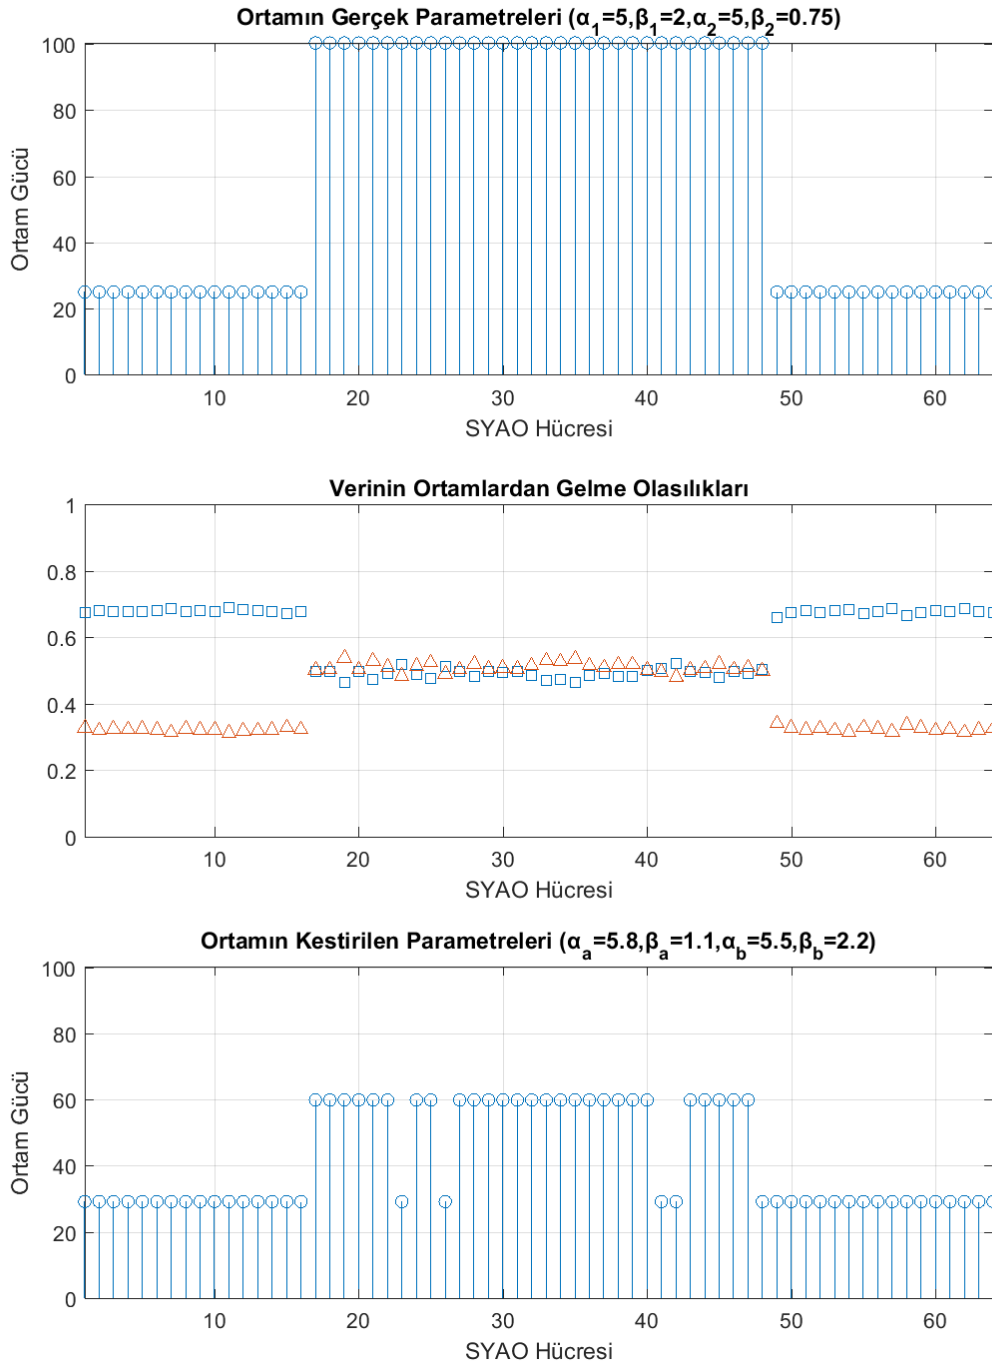 Ortamın Gerçek Parametreleri (α₁=5,β₁=2,α₂=5,β₂=0.75)
100
80
60
40
20
0
Ortam Gücü
10 20 30 40 50 60
SYAO Hücresi
Verinin Ortamlardan Gelme Olasılıkları
1
0.8
0.6
0.4
0.2
0
10 20 30 40 50 60
SYAO Hücresi
Ortamın Kestirilen Parametreleri (α_a=5.8,β_a=1.1,α_b=5.5,β_b=2.2)
100
80
60
40
20
0
Ortam Gücü
10 20 30 40 50 60
SYAO Hücresi